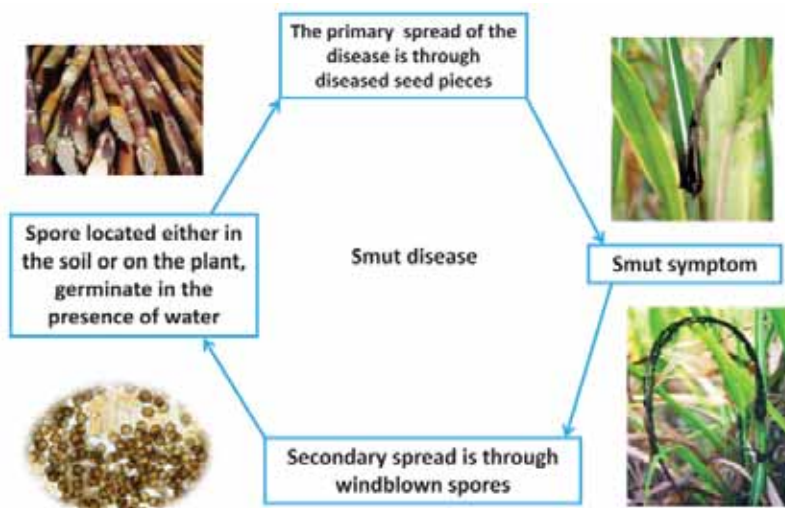 The primary spread of the
disease is through
diseased seed pieces
Spore located either in
the soil or on the plant,
germinate in the
presence of water
Smut disease
Smut symptom
Secondary spread is through
windblown spores